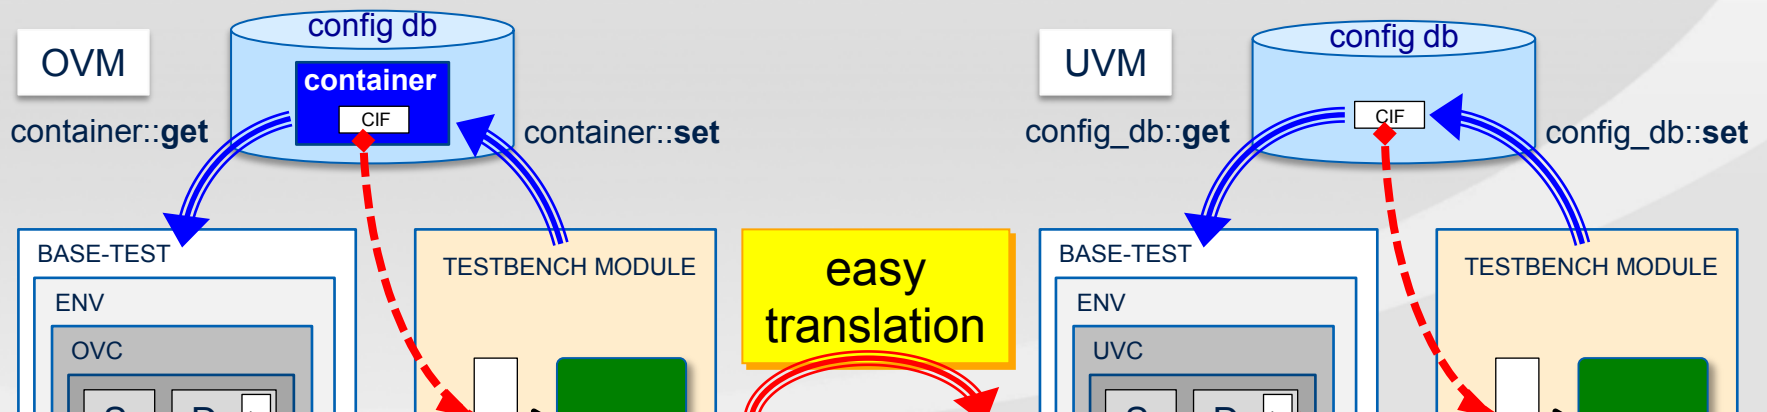 OVM
config db
container
CIF
container::get
container::set
BASE-TEST
ENV
OVC
TESTBENCH MODULE
easy
translation
UVM
config db
CIF
config_db::get
config_db::set
BASE-TEST
ENV
UVC
TESTBENCH MODULE